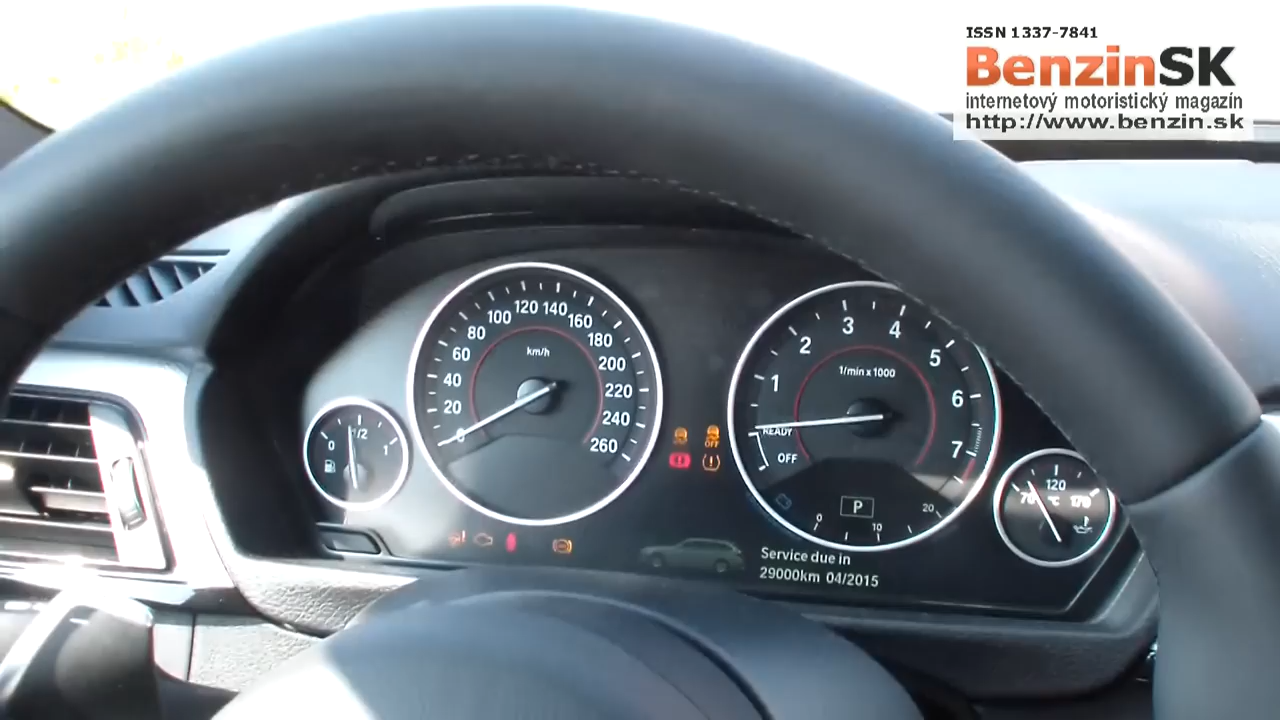 ISSN 1337-7841
BenzinSK
internetový motoristický magazín
http://www.benzin.sk
0 20 40 60 80 100 120 140 160 180 200 220 240 260
km/h
1 2 3 4 5 6 7
1/min x 1000
READY
OFF
0 1/2 1
OFF
P
0 10 20
70 120 170
°C
Service due in
29000km 04/2015